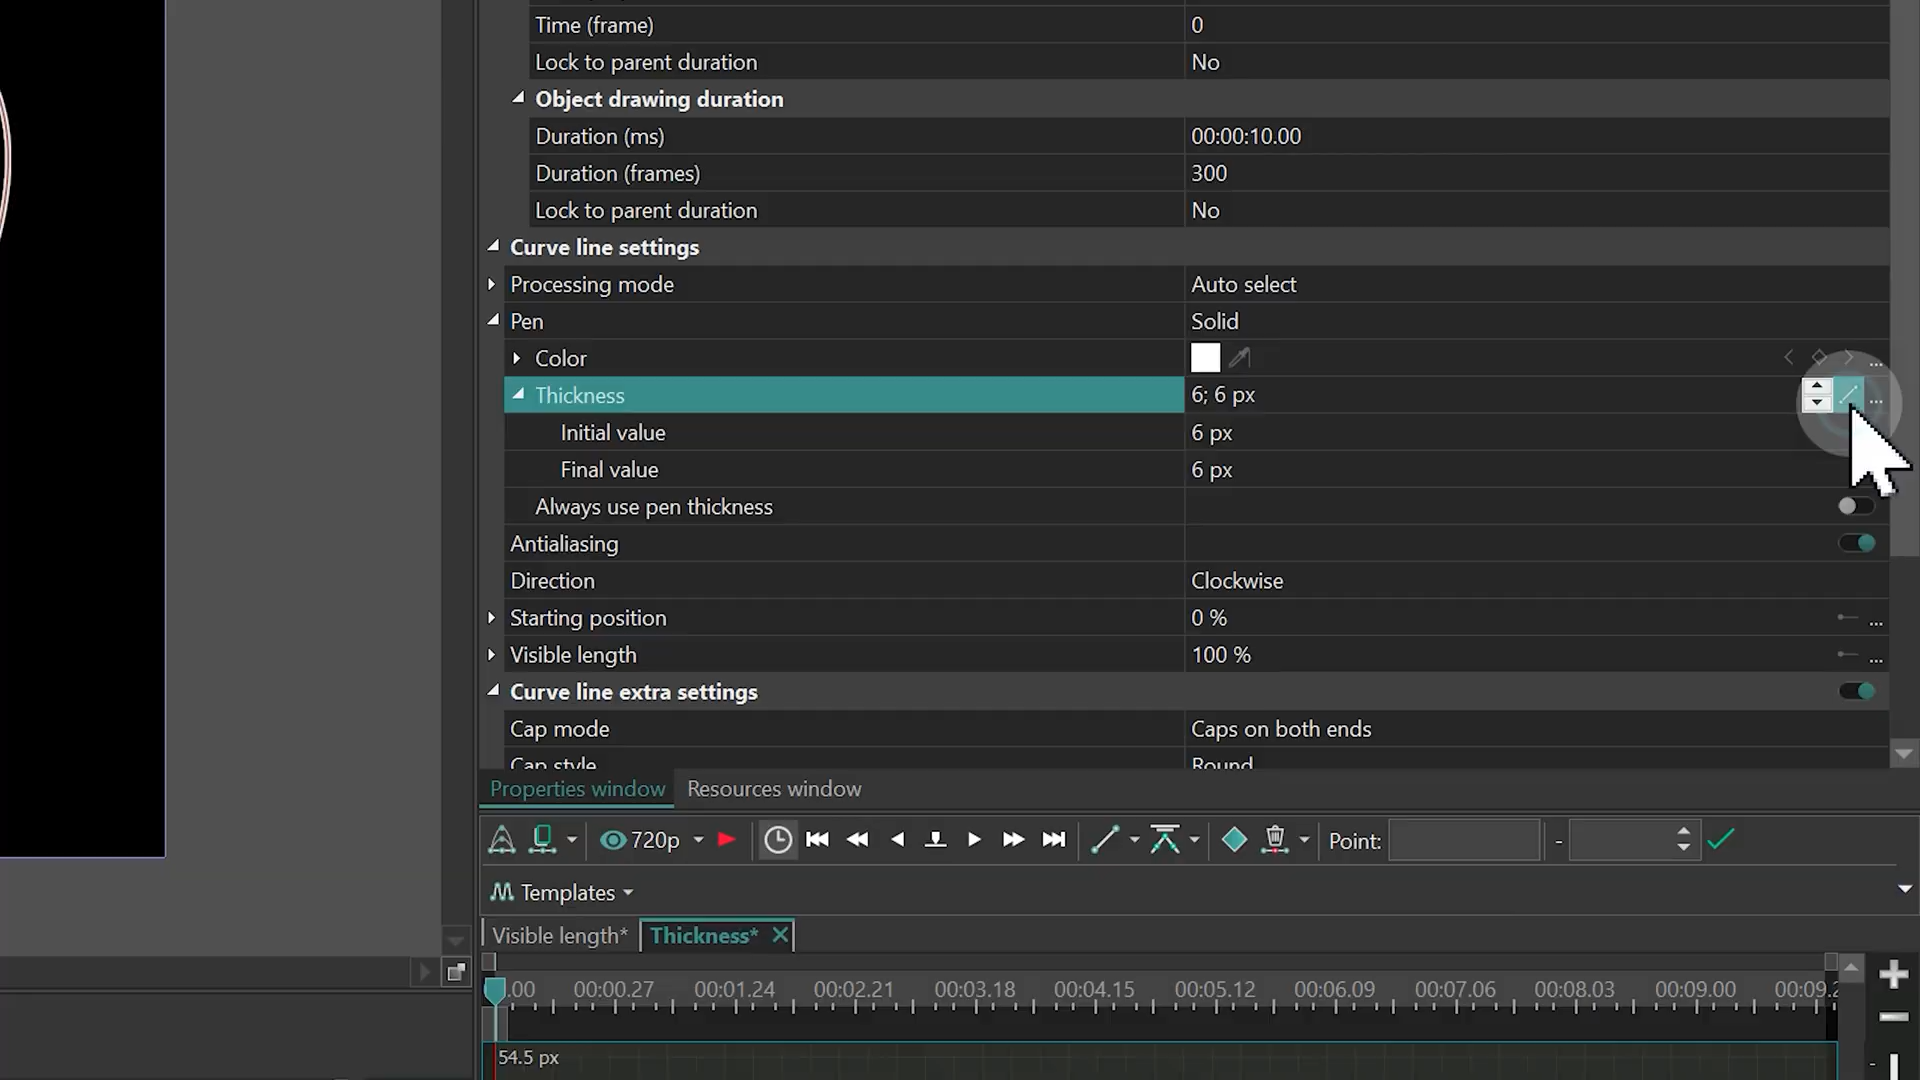 Time (frame) 0
Lock to parent duration No
Object drawing duration
Duration (ms) 00:00:10.00
Duration (frames) 300
Lock to parent duration No
Curve line settings
Processing mode Auto select
Pen Solid
Color ...
Thickness 6; 6 px ...
Initial value 6 px
Final value 6 px
Always use pen thickness
Antialiasing
Direction Clockwise
Starting position 0 % ...
Visible length 100 % ...
Curve line extra settings
Cap mode Caps on both ends
Cap style Round
Properties window Resources window
720p Point: -
Templates
Visible length* Thickness*
.00 00:00.27 00:01.24 00:02.21 00:03.18 00:04.15 00:05.12 00:06.09 00:07.06 00:08.03 00:09.00
54.5 px